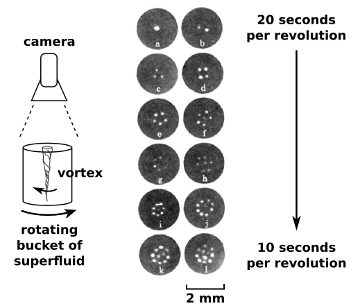 camera
vortex
rotating
bucket of
superfluid
a
b
c
d
e
f
g
h
i
j
k
l
20 seconds
per revolution
10 seconds
per revolution
2 mm